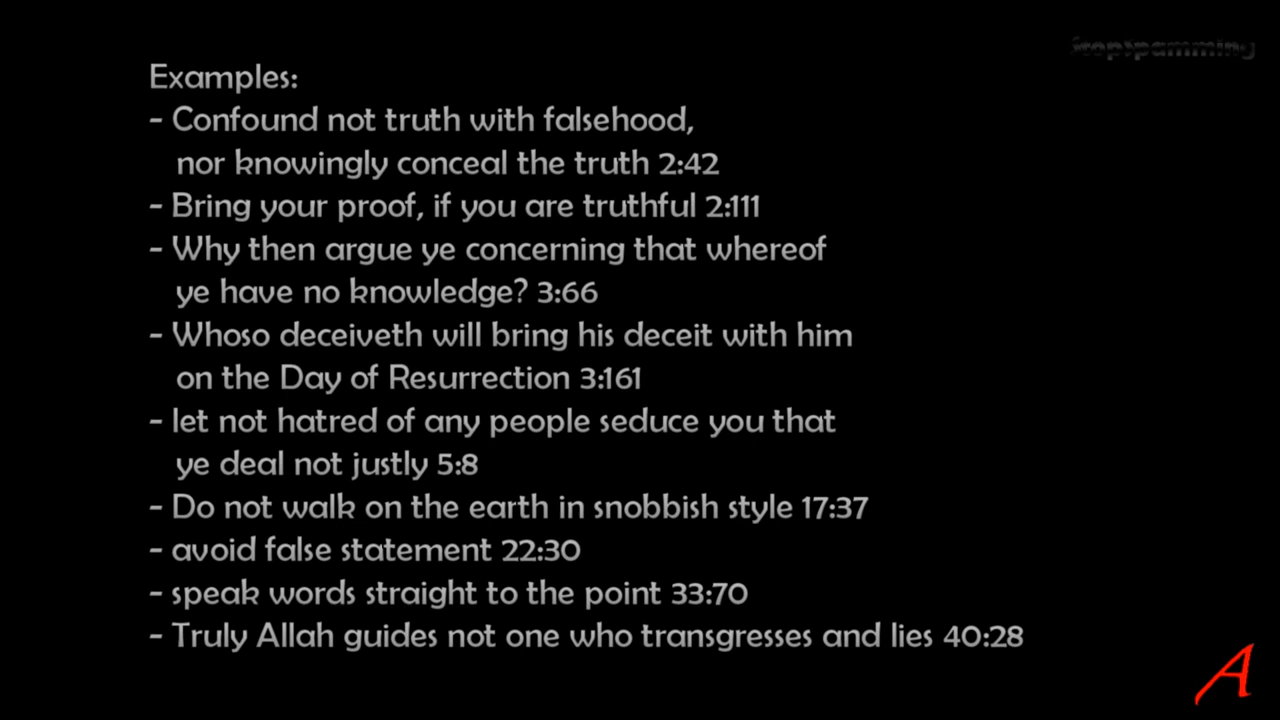 StopSpamming
Examples:
- Confound not truth with falsehood,
nor knowingly conceal the truth 2:42
- Bring your proof, if you are truthful 2:111
- Why then argue ye concerning that whereof
ye have no knowledge? 3:66
- Whoso deceiveth will bring his deceit with him
on the Day of Resurrection 3:161
- let not hatred of any people seduce you that
ye deal not justly 5:8
- Do not walk on the earth in snobbish style 17:37
- avoid false statement 22:30
- speak words straight to the point 33:70
- Truly Allah guides not one who transgresses and lies 40:28
A